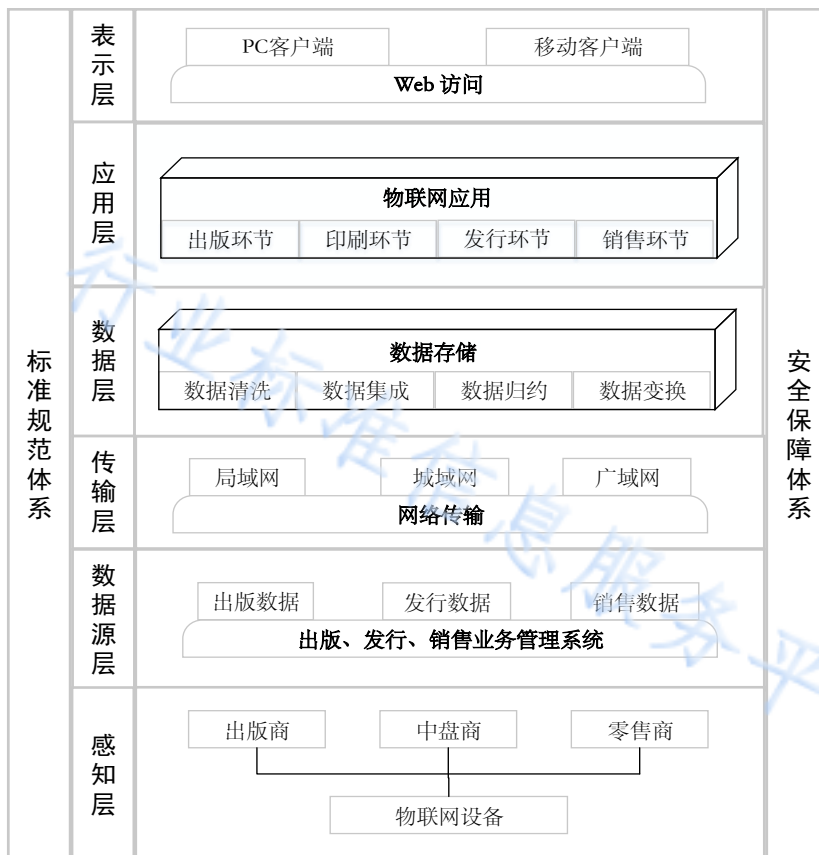 标准规范体系
表示层
PC客户端 移动客户端
Web 访问
应用层
物联网应用
出版环节 印刷环节 发行环节 销售环节
数据层
数据存储
数据清洗 数据集成 数据归约 数据变换
传输层
局域网 城域网 广域网
网络传输
数据源层
出版数据 发行数据 销售数据
出版、发行、销售业务管理系统
感知层
出版商 中盘商 零售商
物联网设备
安全保障体系
行业标准信息服务平